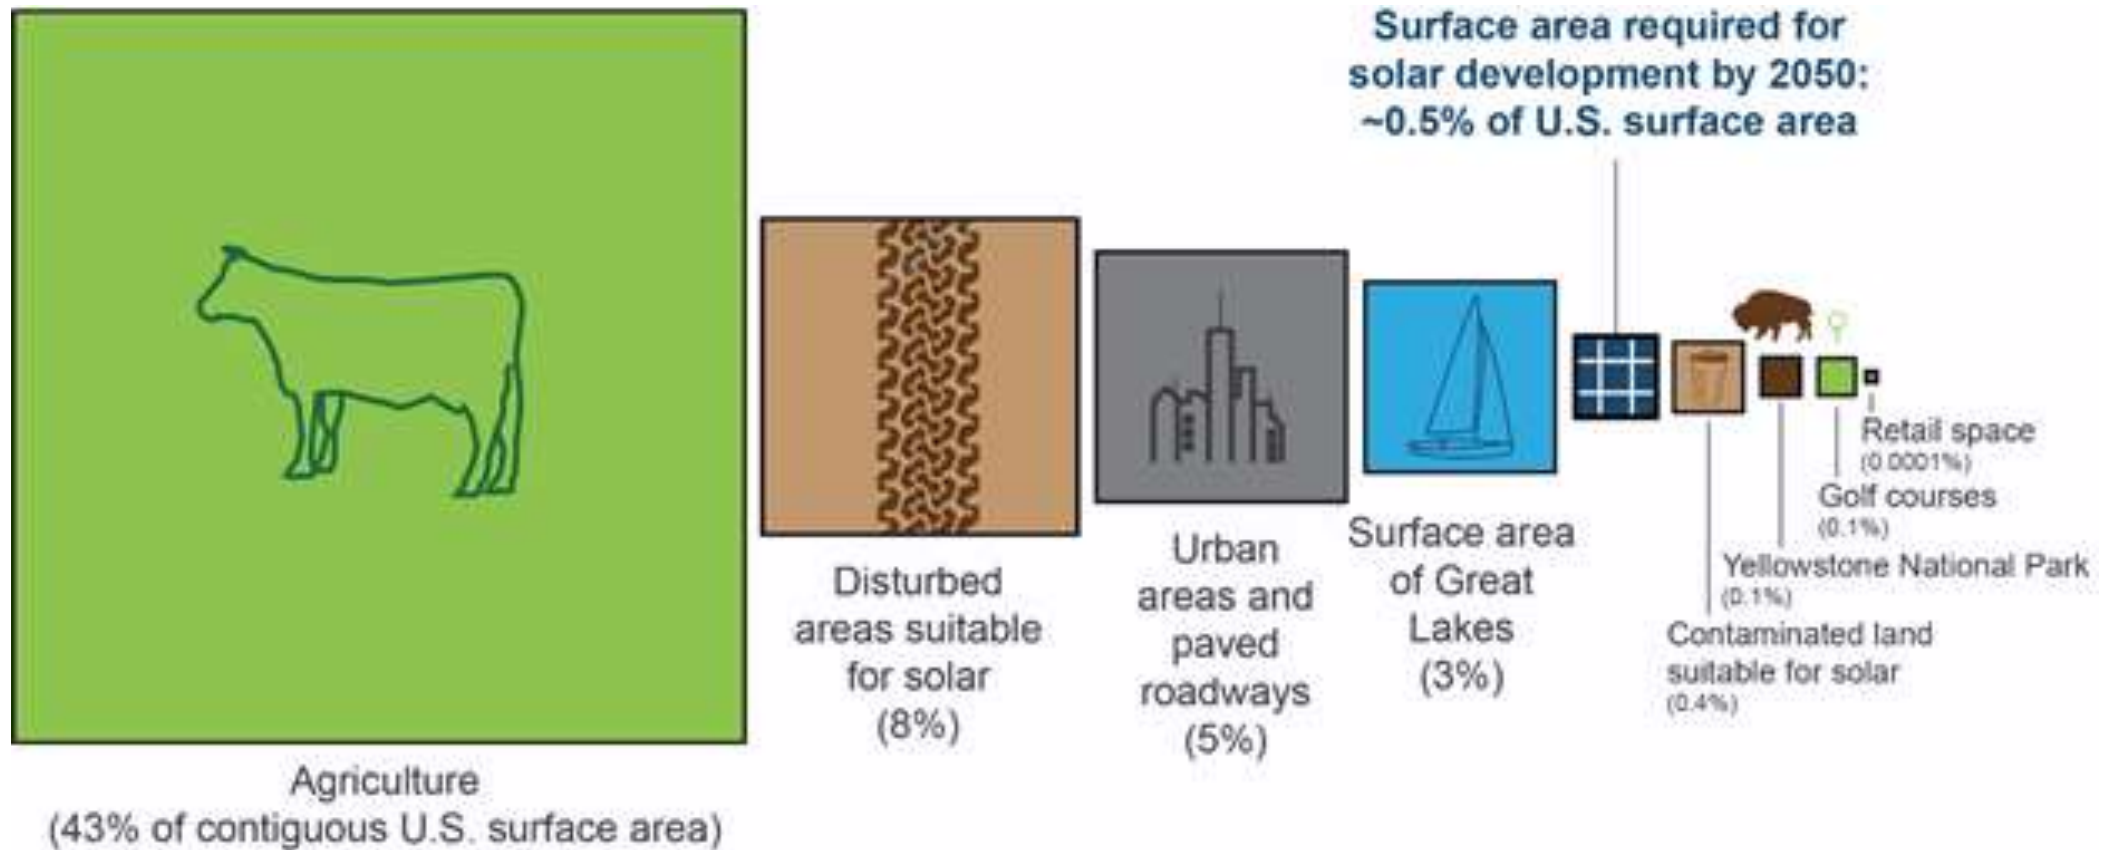 Surface area required for
solar development by 2050:
~0.5% of U.S. surface area
Agriculture
(43% of contiguous U.S. surface area)
Disturbed
areas suitable
for solar
(8%)
Urban
areas and
paved
roadways
(5%)
Surface area
of Great
Lakes
(3%)
Retail space
(0.0001%)
Golf courses
(0.1%)
Yellowstone National Park
(0.1%)
Contaminated land
suitable for solar
(0.4%)